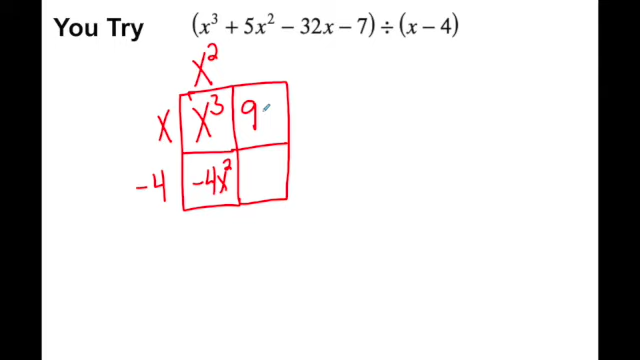 You Try (x³ + 5x² − 32x − 7) ÷ (x − 4)
x²
x x³ 9
-4 -4x²